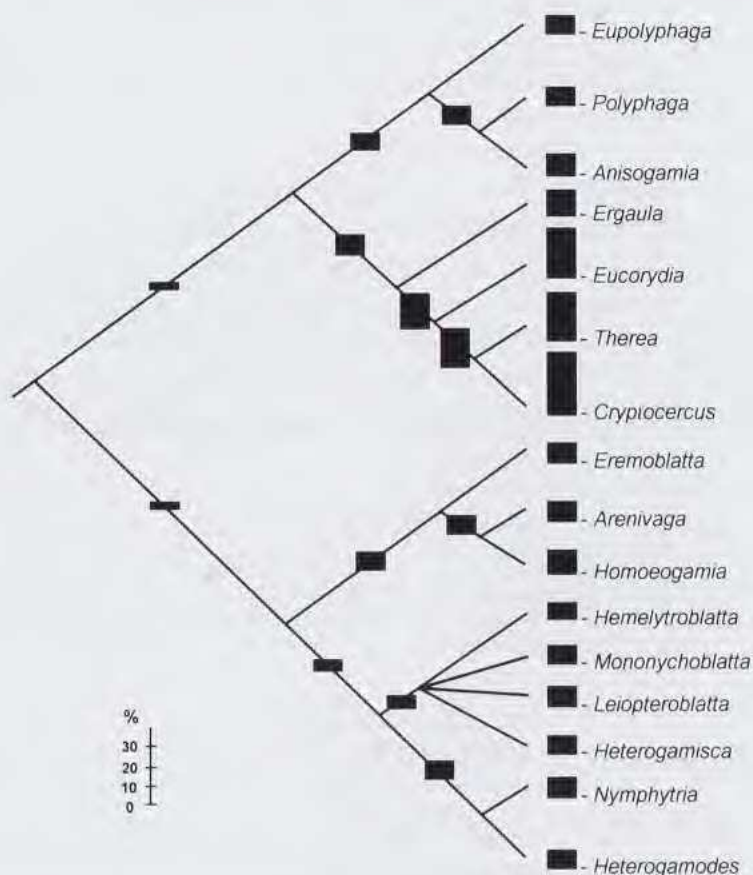 - Eupolyphaga
- Polyphaga
- Anisogamia
- Ergaula
- Eucorydia
- Therea
- Cryptocercus
- Eremoblatta
- Arenivaga
- Homoeogamia
- Hemelytroblatta
- Mononychoblatta
- Leiopteroblatta
- Heterogamisca
- Nymphytria
- Heterogamodes
%
30
20
10
0